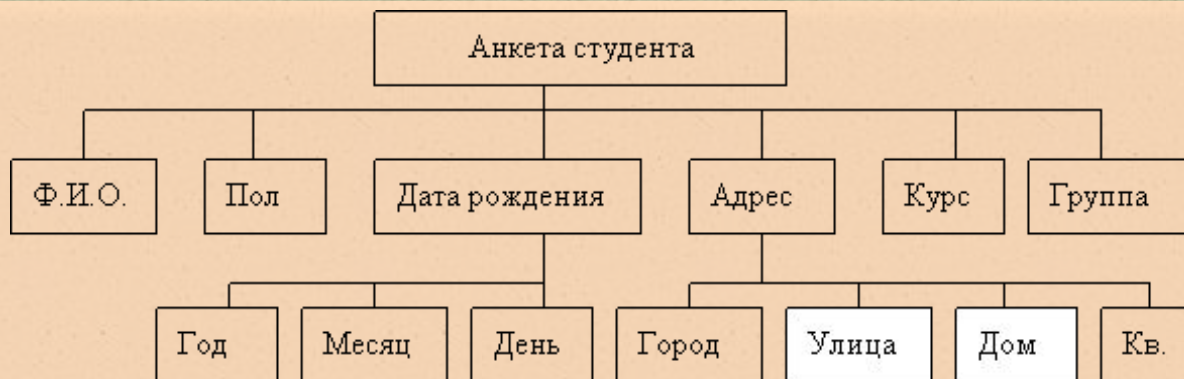 Анкета студента
Ф.И.О. Пол Дата рождения Адрес Курс Группа
Год Месяц День Город Улица Дом Кв.